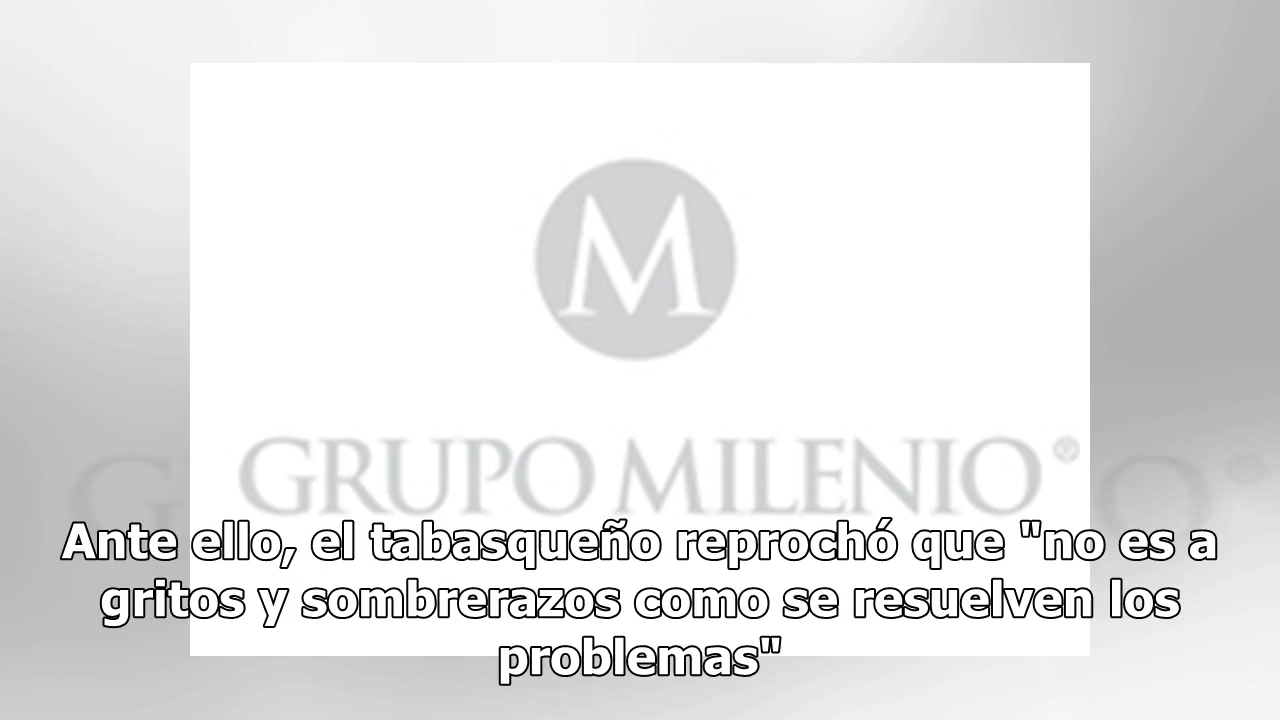 M
GRUPO MILENIO®
Ante ello, el tabasqueño reprochó que "no es a
gritos y sombrerazos como se resuelven los
problemas"